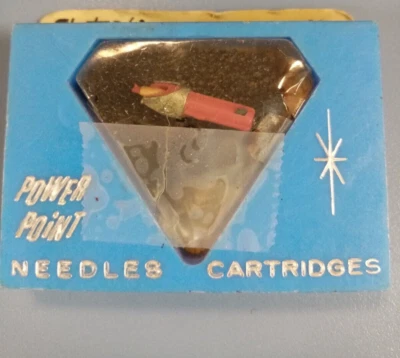 POWER
POINT
NEEDLES CARTRIDGES